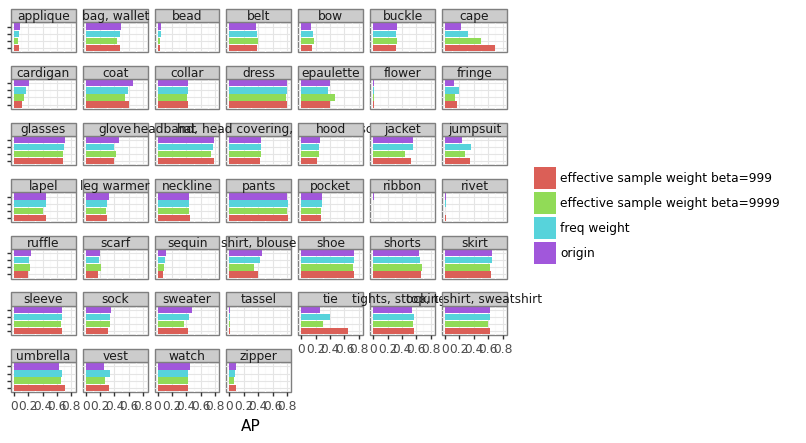 applique bag, wallet bead belt bow buckle cape
cardigan coat collar dress epaulette flower fringe
glasses glove headband, hat, head covering, hood jacket jumpsuit
lapel leg warmer neckline pants pocket ribbon rivet
ruffle scarf sequin shirt, blouse shoe shorts skirt
sleeve sock sweater tassel tie tights, stocking top, t-shirt, sweatshirt
0 0.2 0.4 0.6 0.8 0 0.2 0.4 0.6 0.8 0 0.2 0.4 0.6 0.8
umbrella vest watch zipper
0 0.2 0.4 0.6 0.8 0 0.2 0.4 0.6 0.8 0 0.2 0.4 0.6 0.8 0 0.2 0.4 0.6 0.8
AP
effective sample weight beta=999
effective sample weight beta=9999
freq weight
origin